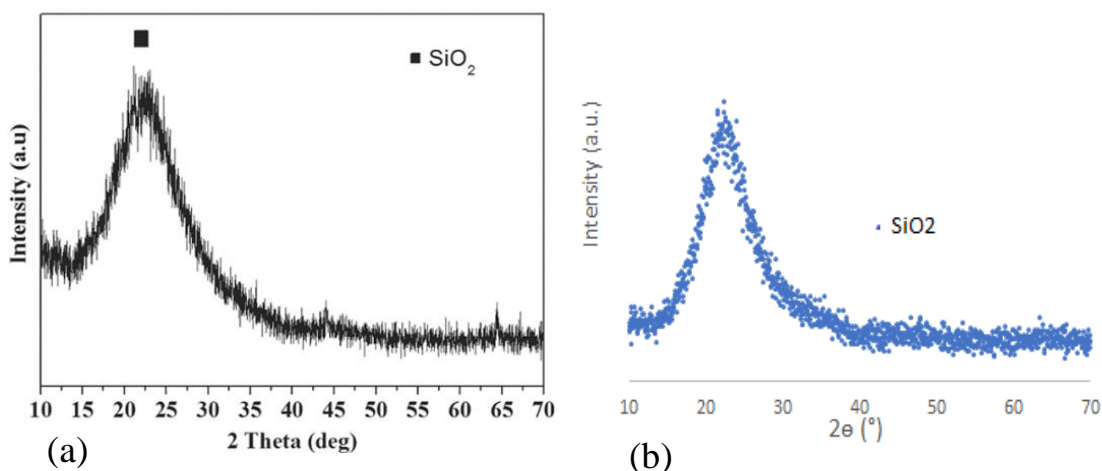 ■ SiO₂
Intensity (a.u)
10 15 20 25 30 35 40 45 50 55 60 65 70
2 Theta (deg)
(a)
Intensity (a.u.)
SiO2
10 20 30 40 50 60 70
2ɵ (°)
(b)